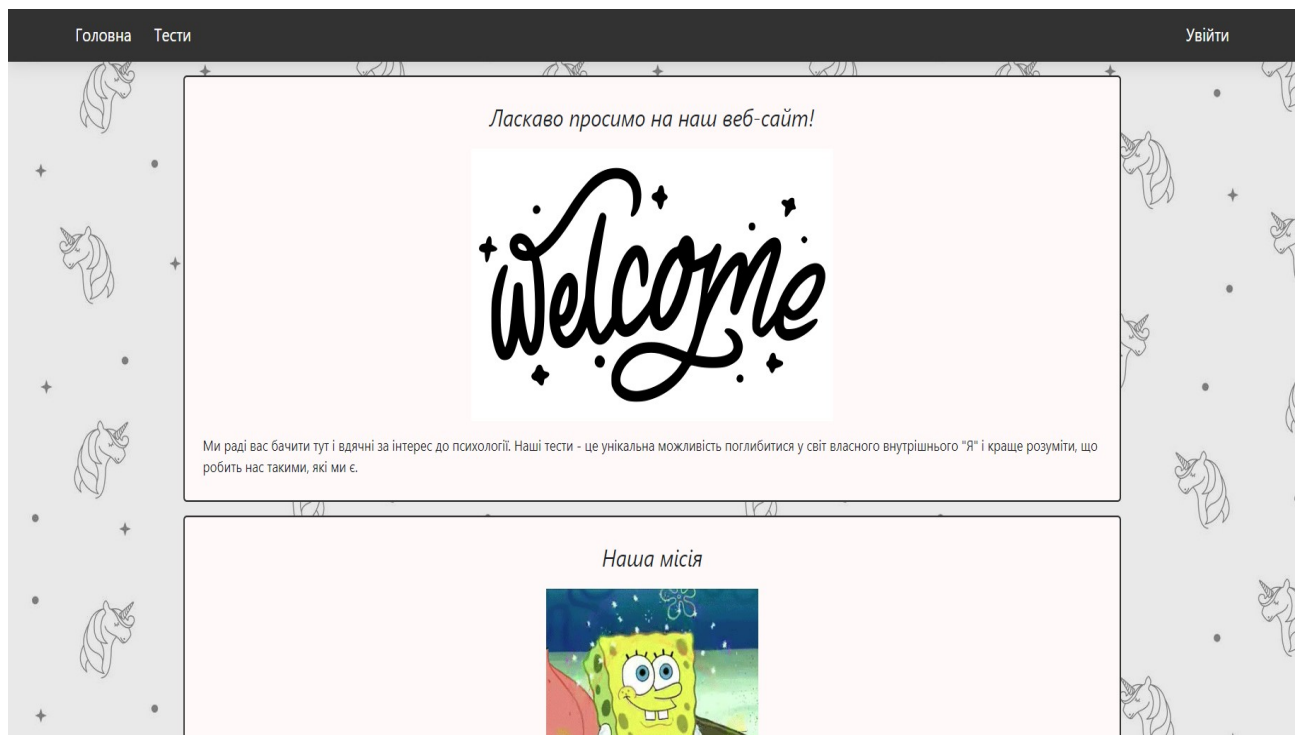 Головна Тести Увійти
Ласкаво просимо на наш веб-сайт!
welcome
Ми раді вас бачити тут і вдячні за інтерес до психології. Наші тести - це унікальна можливість поглибитися у світ власного внутрішнього "Я" і краще розуміти, що
робить нас такими, які ми є.
Наша місія